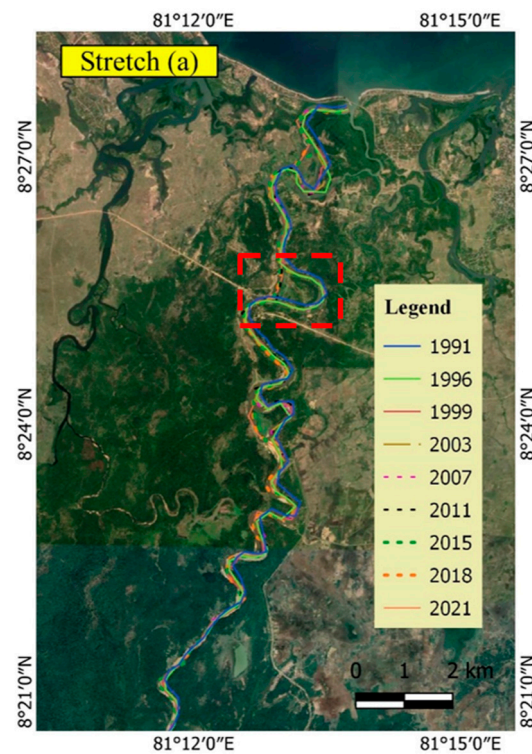 81°12'0"E 81°15'0"E
Stretch (a)
8°27'0"N 8°27'0"N
Legend
1991
1996
1999
2003
2007
2011
2015
2018
2021
8°24'0"N 8°24'0"N
0 1 2 km
8°21'0"N 8°21'0"N
81°12'0"E 81°15'0"E